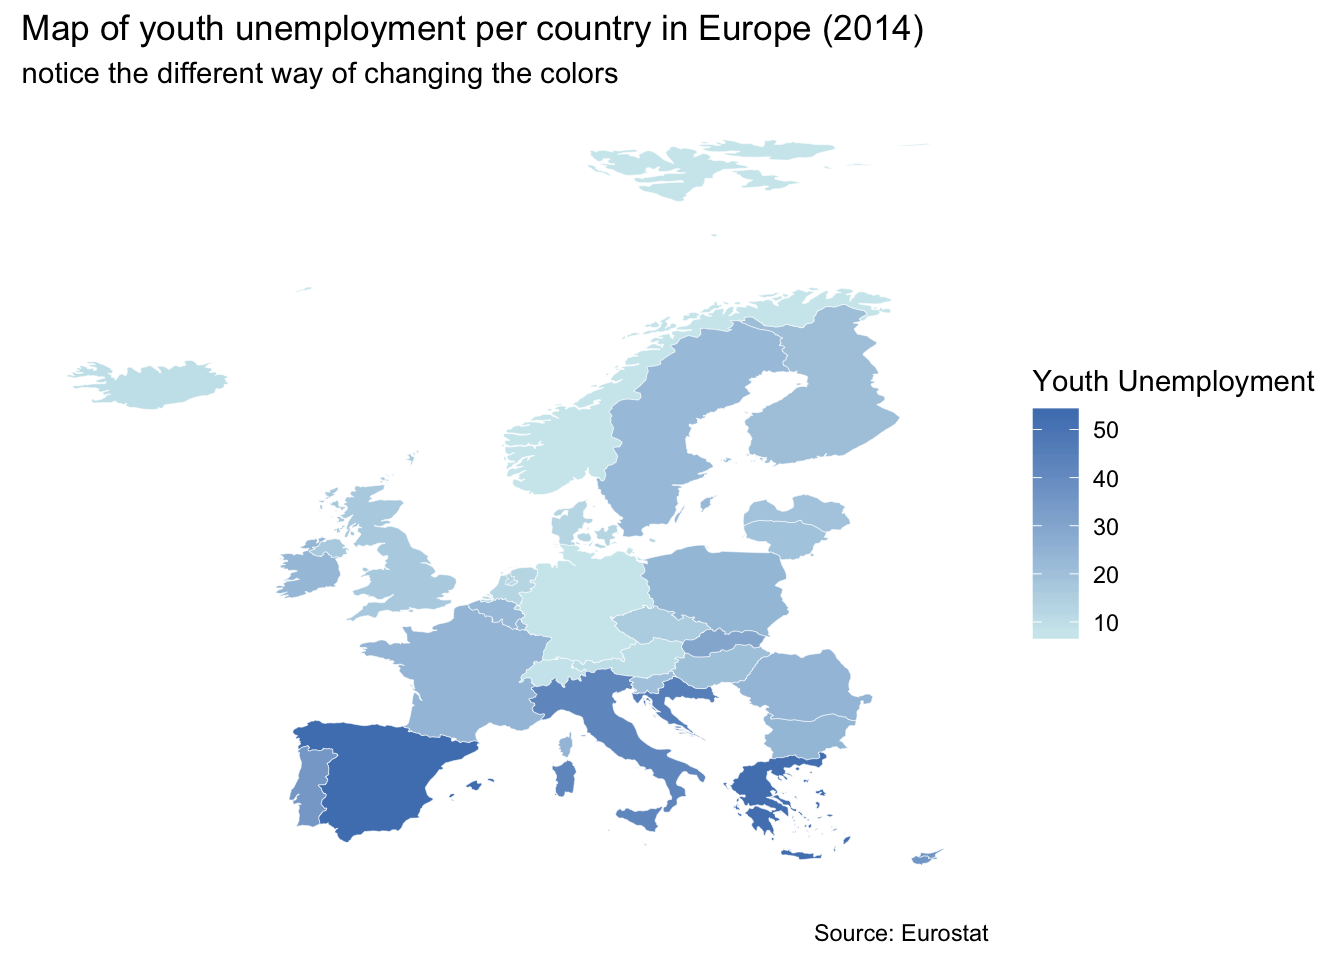 Map of youth unemployment per country in Europe (2014)
notice the different way of changing the colors
Youth Unemployment
50
40
30
20
10
Source: Eurostat